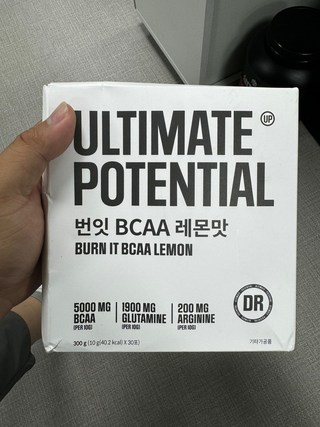 ULTIMATE
UP
POTENTIAL
번잇 BCAA 레몬맛
BURN IT BCAA LEMON
5000 MG
BCAA
(PER 10G)
1900 MG
GLUTAMINE
(PER 10G)
200 MG
ARGININE
(PER 10G)
DR
300 g (10 g(40.2 kcal) X 30포)
기타가공품